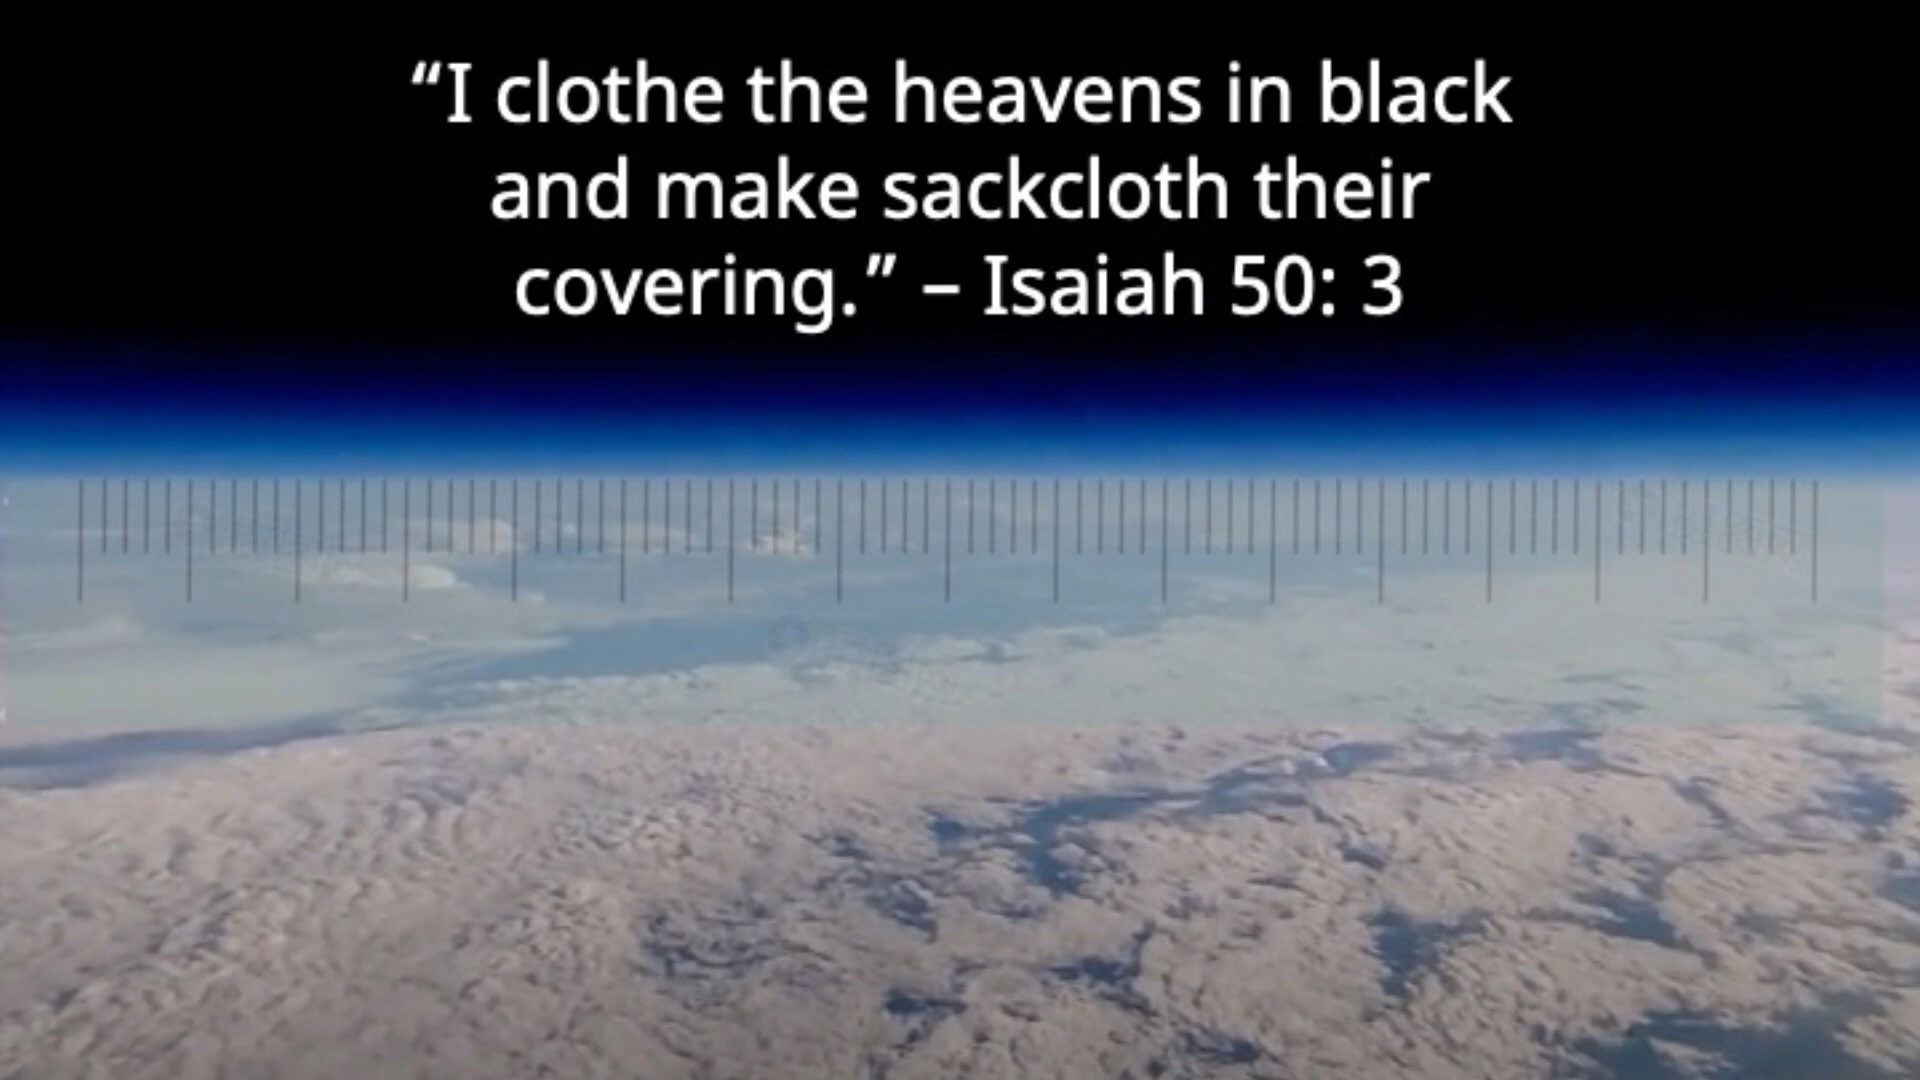 “I clothe the heavens in black
and make sackcloth their
covering.” – Isaiah 50: 3